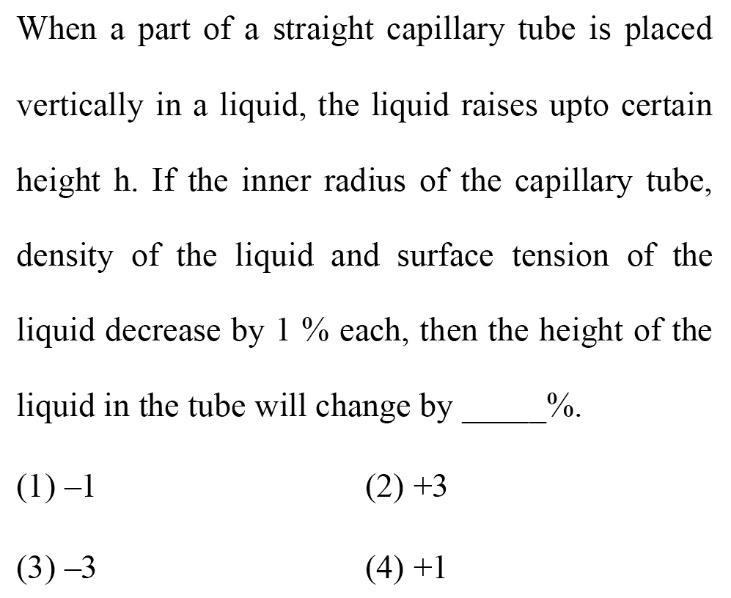 When a part of a straight capillary tube is placed
vertically in a liquid, the liquid raises upto certain
height h. If the inner radius of the capillary tube,
density of the liquid and surface tension of the
liquid decrease by 1 % each, then the height of the
liquid in the tube will change by _____%.
(1) –1 (2) +3
(3) –3 (4) +1